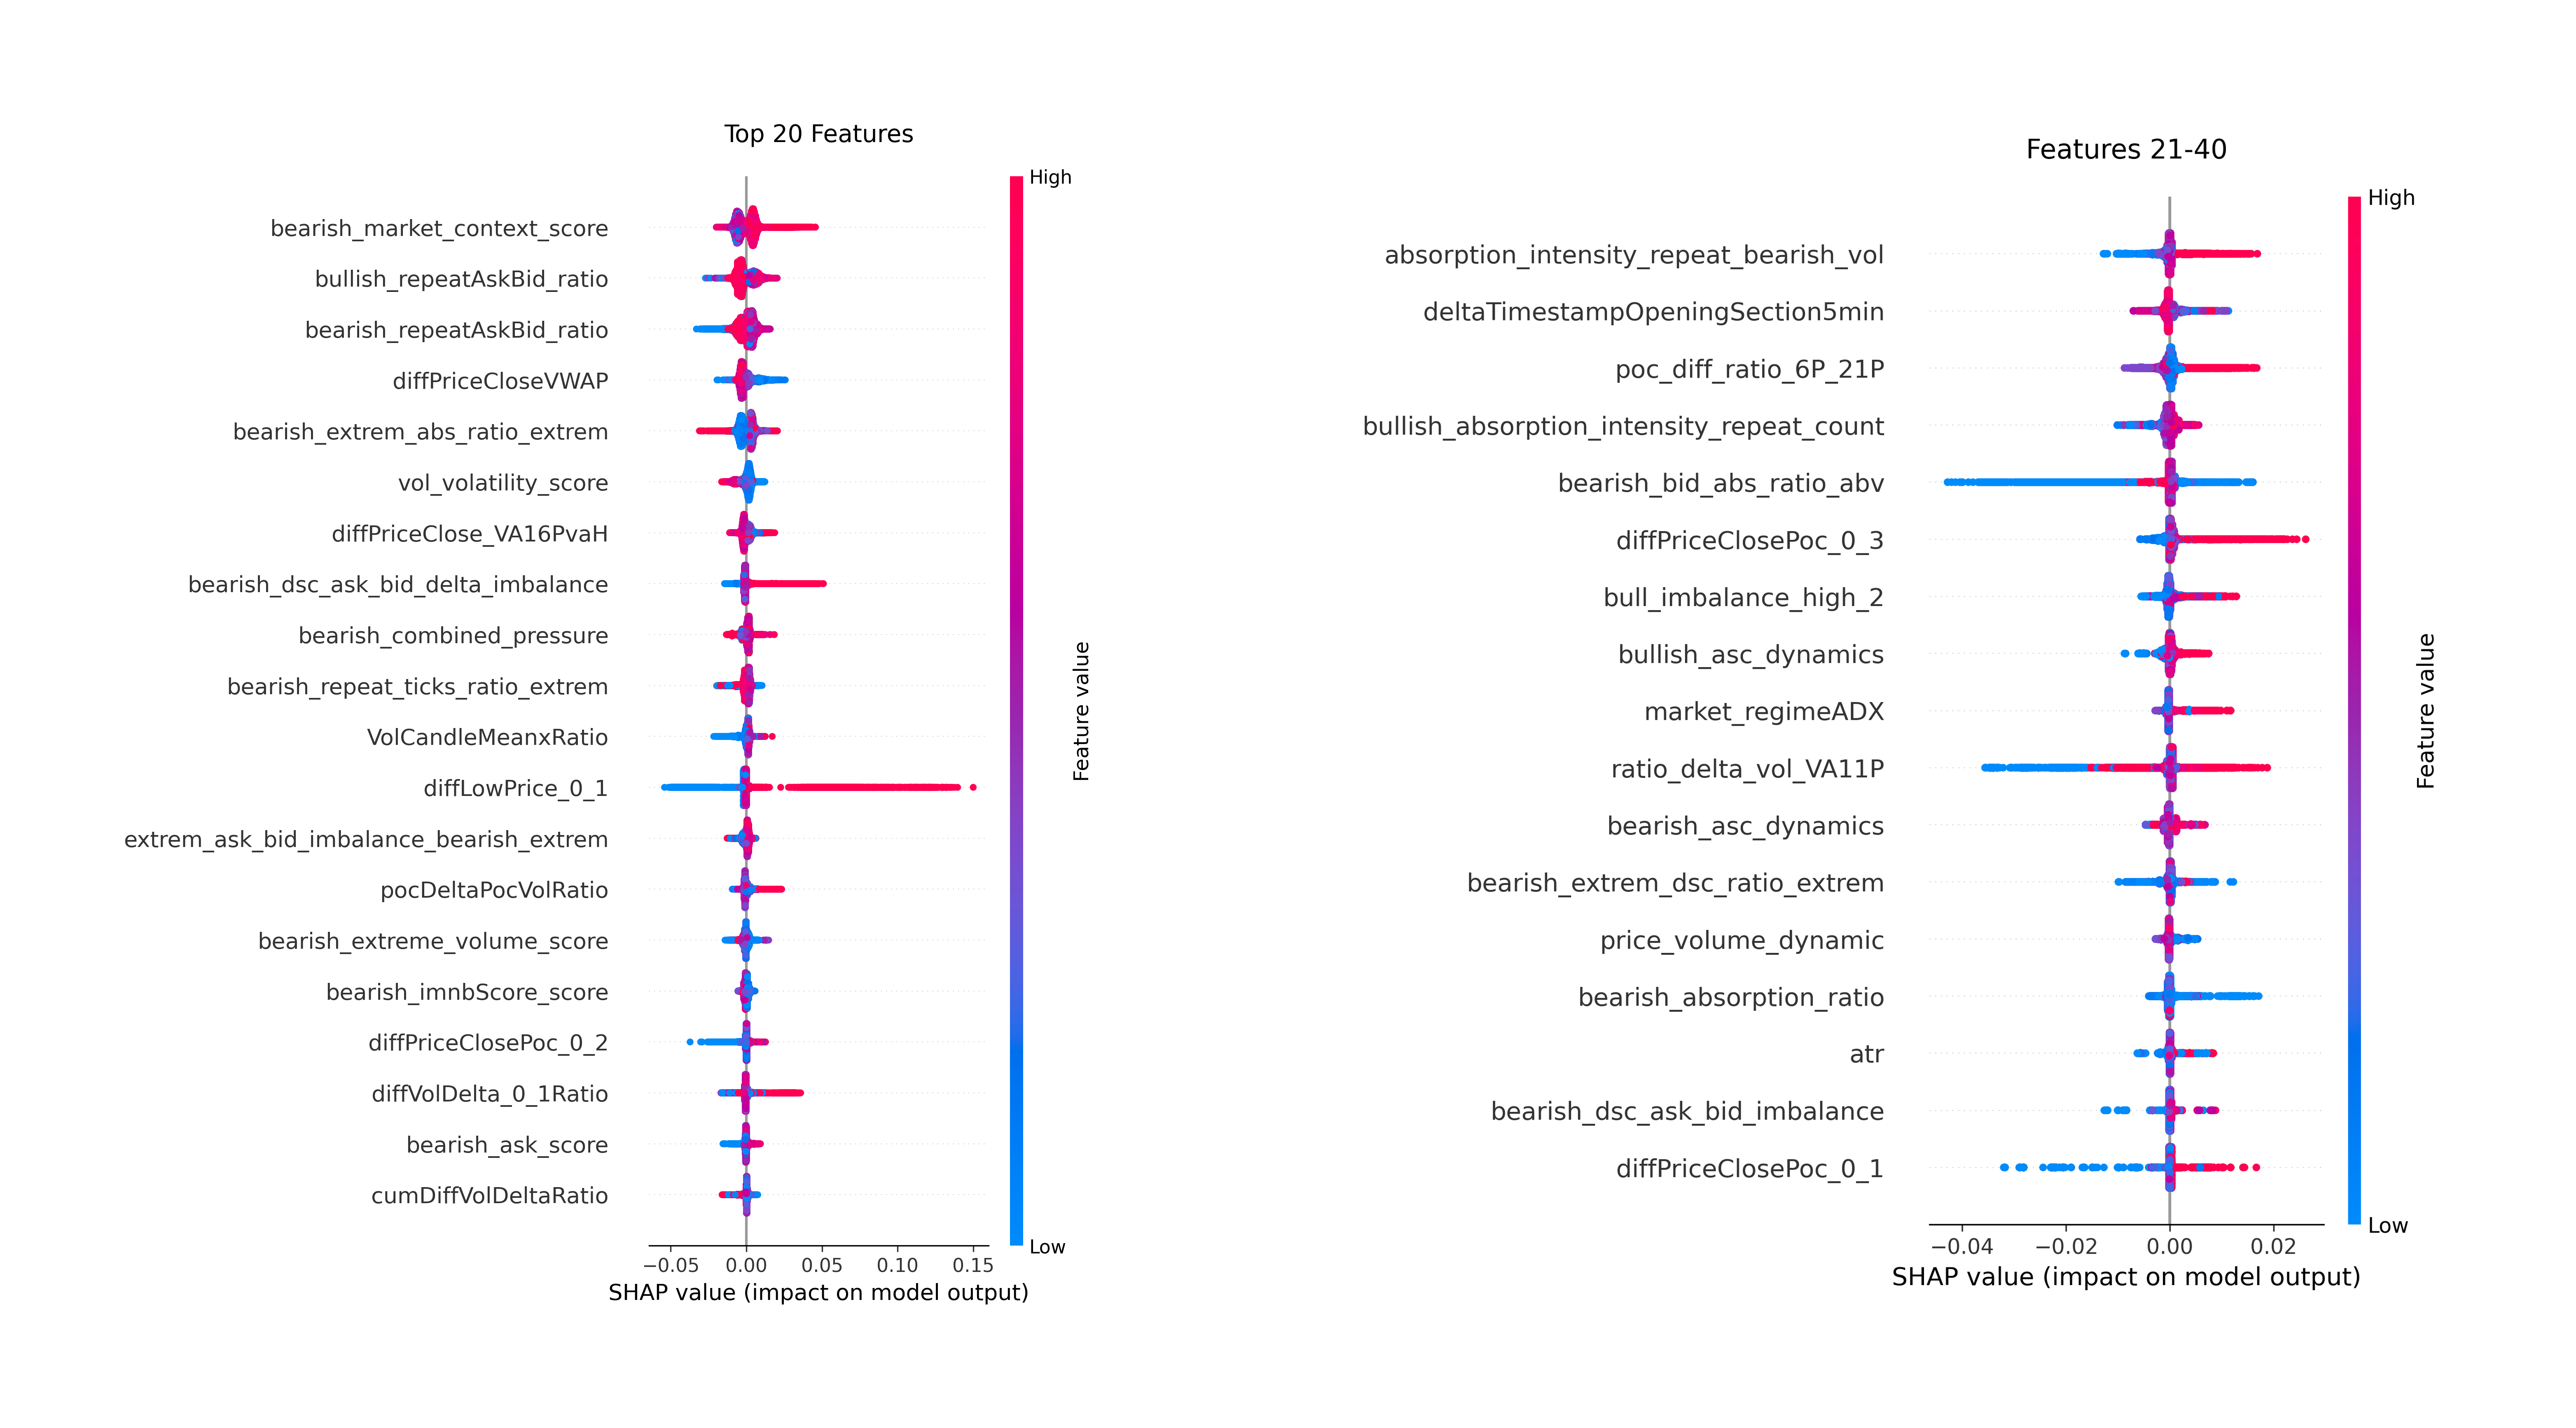 Top 20 Features
High
bearish_market_context_score
bullish_repeatAskBid_ratio
bearish_repeatAskBid_ratio
diffPriceCloseVWAP
bearish_extrem_abs_ratio_extrem
vol_volatility_score
diffPriceClose_VA16PvaH
bearish_dsc_ask_bid_delta_imbalance
bearish_combined_pressure
bearish_repeat_ticks_ratio_extrem
VolCandleMeanxRatio
diffLowPrice_0_1
extrem_ask_bid_imbalance_bearish_extrem
pocDeltaPocVolRatio
bearish_extreme_volume_score
bearish_imnbScore_score
diffPriceClosePoc_0_2
diffVolDelta_0_1Ratio
bearish_ask_score
cumDiffVolDeltaRatio
Feature value
Low
−0.05 0.00 0.05 0.10 0.15
SHAP value (impact on model output)
Features 21-40
High
absorption_intensity_repeat_bearish_vol
deltaTimestampOpeningSection5min
poc_diff_ratio_6P_21P
bullish_absorption_intensity_repeat_count
bearish_bid_abs_ratio_abv
diffPriceClosePoc_0_3
bull_imbalance_high_2
bullish_asc_dynamics
market_regimeADX
ratio_delta_vol_VA11P
bearish_asc_dynamics
bearish_extrem_dsc_ratio_extrem
price_volume_dynamic
bearish_absorption_ratio
atr
bearish_dsc_ask_bid_imbalance
diffPriceClosePoc_0_1
Feature value
Low
−0.04 −0.02 0.00 0.02
SHAP value (impact on model output)